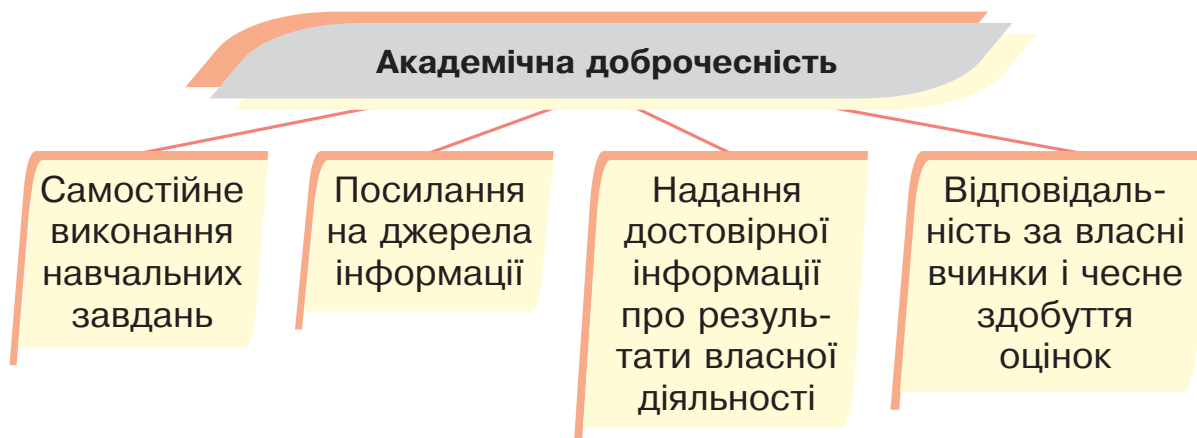 Академічна доброчесність
Самостійне
виконання
навчальних
завдань
Посилання
на джерела
інформації
Надання
достовірної
інформації
про резуль-
тати власної
діяльності
Відповідаль-
ність за власні
вчинки і чесне
здобуття
оцінок